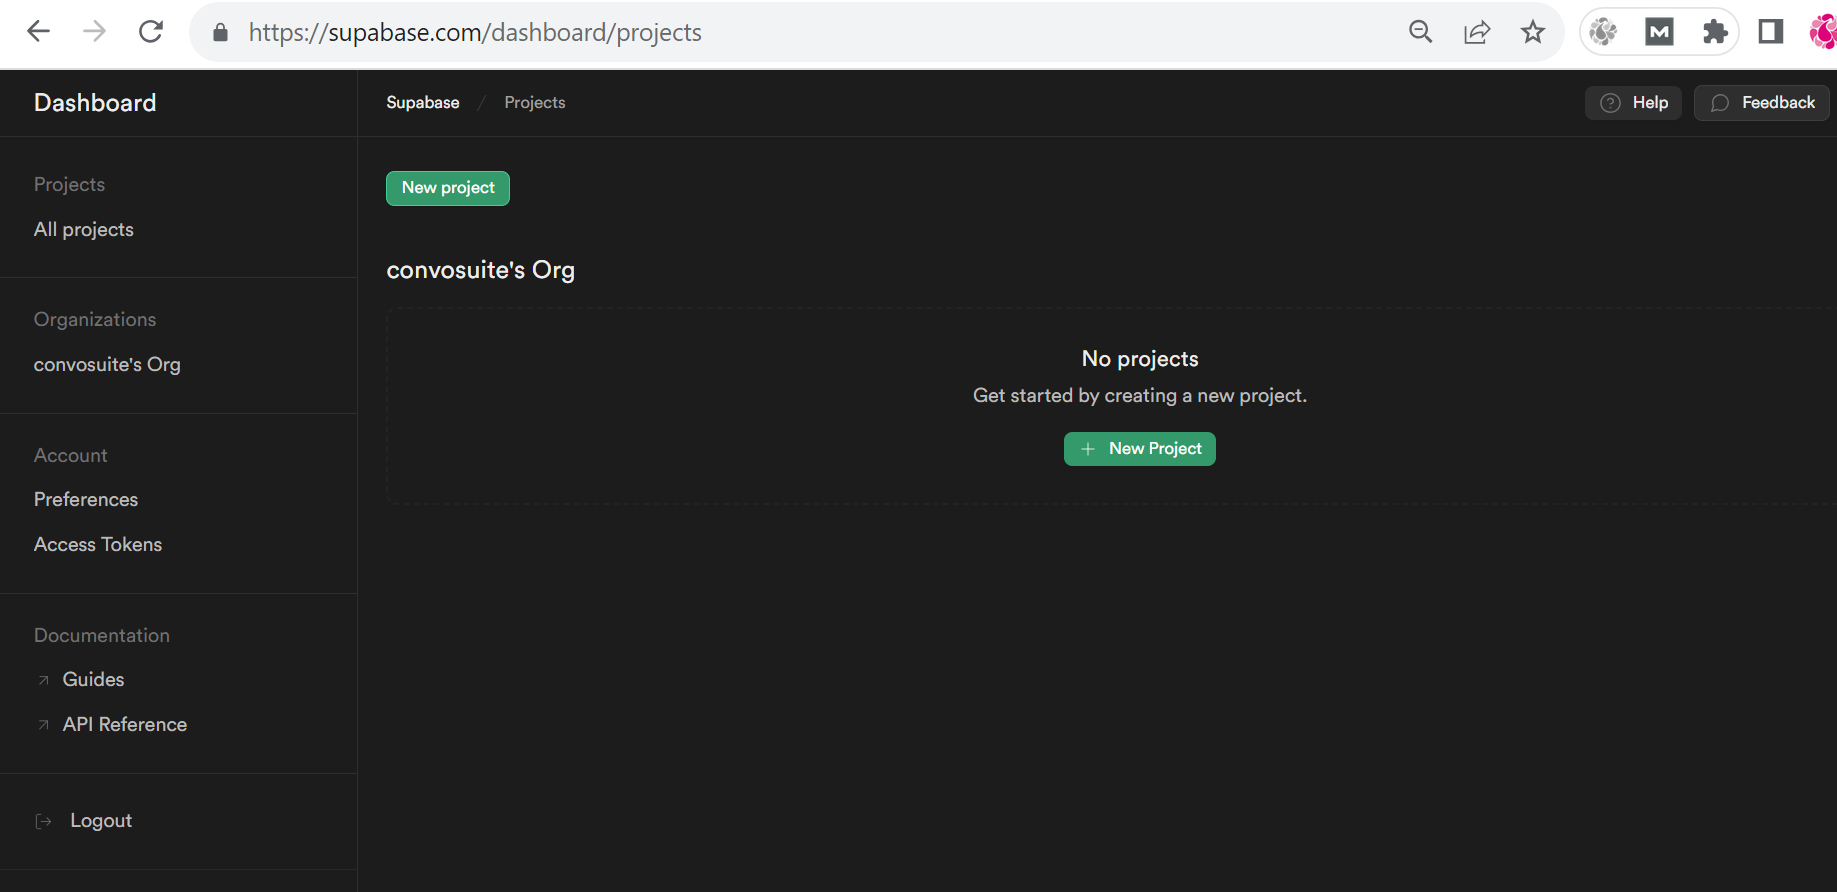 https://supabase.com/dashboard/projects
M
Dashboard
Supabase / Projects
Help
Feedback
Projects
All projects
Organizations
convosuite's Org
Account
Preferences
Access Tokens
Documentation
Guides
API Reference
Logout
New project
convosuite's Org
No projects
Get started by creating a new project.
+ New Project